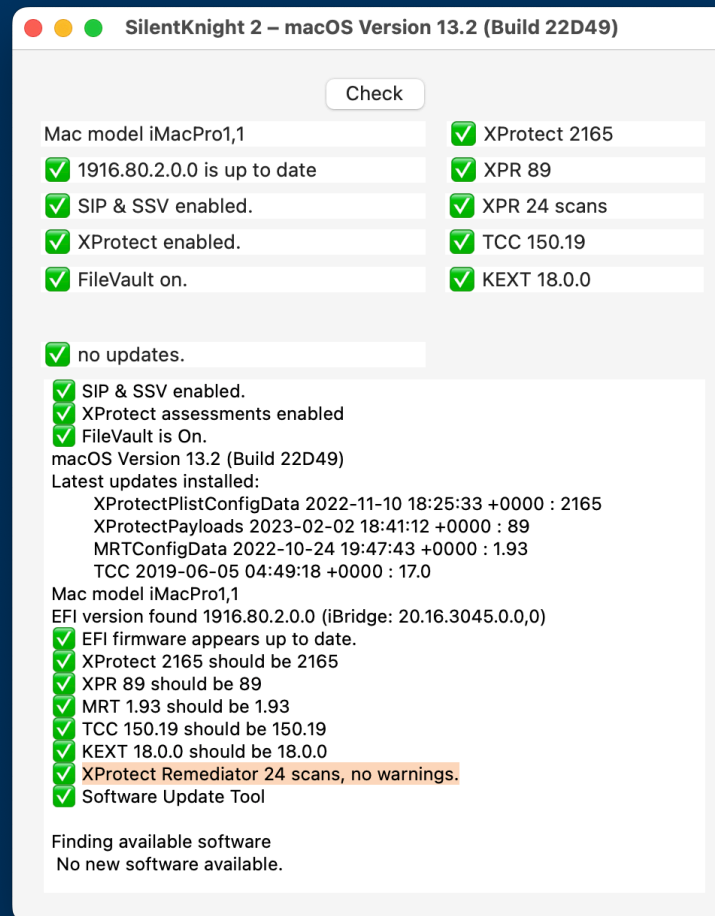 SilentKnight 2 – macOS Version 13.2 (Build 22D49)
Check
Mac model iMacPro1,1
✅ 1916.80.2.0.0 is up to date
✅ SIP & SSV enabled.
✅ XProtect enabled.
✅ FileVault on.
✅ XProtect 2165
✅ XPR 89
✅ XPR 24 scans
✅ TCC 150.19
✅ KEXT 18.0.0
✅ no updates.
✅ SIP & SSV enabled.
✅ XProtect assessments enabled
✅ FileVault is On.
macOS Version 13.2 (Build 22D49)
Latest updates installed:
XProtectPlistConfigData 2022-11-10 18:25:33 +0000 : 2165
XProtectPayloads 2023-02-02 18:41:12 +0000 : 89
MRTConfigData 2022-10-24 19:47:43 +0000 : 1.93
TCC 2019-06-05 04:49:18 +0000 : 17.0
Mac model iMacPro1,1
EFI version found 1916.80.2.0.0 (iBridge: 20.16.3045.0.0,0)
✅ EFI firmware appears up to date.
✅ XProtect 2165 should be 2165
✅ XPR 89 should be 89
✅ MRT 1.93 should be 1.93
✅ TCC 150.19 should be 150.19
✅ KEXT 18.0.0 should be 18.0.0
✅ XProtect Remediator 24 scans, no warnings.
✅ Software Update Tool
Finding available software
No new software available.